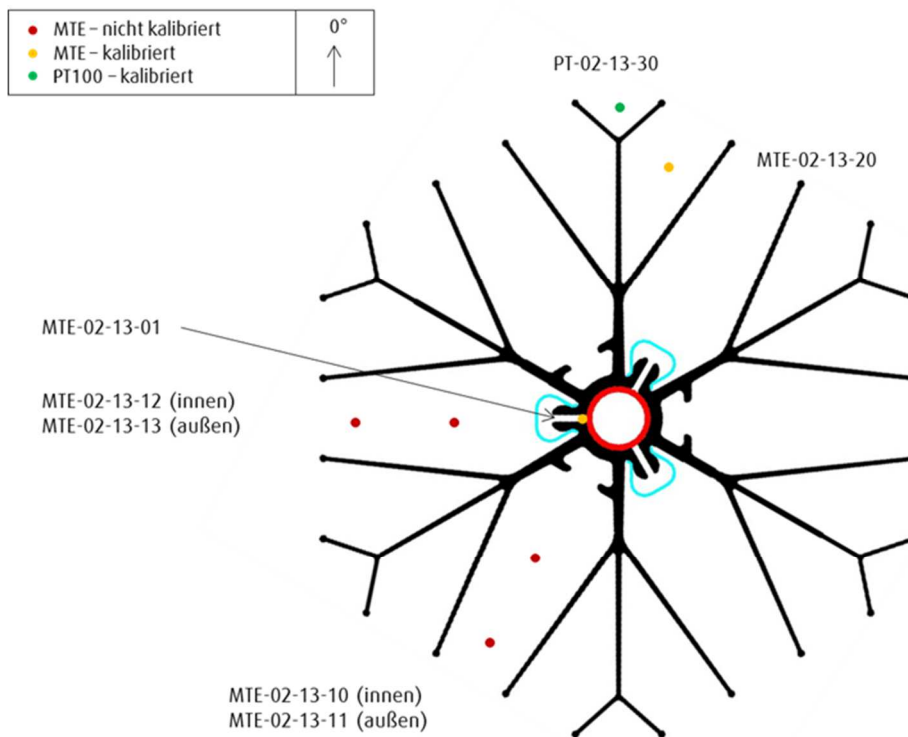 MTE – nicht kalibriert
MTE – kalibriert
PT100 – kalibriert
0°
PT-02-13-30
MTE-02-13-20
MTE-02-13-01
MTE-02-13-12 (innen)
MTE-02-13-13 (außen)
MTE-02-13-10 (innen)
MTE-02-13-11 (außen)